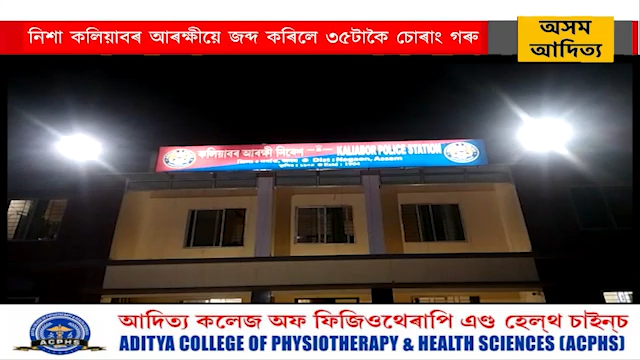 নিশা কলিয়াবৰ আৰক্ষীয়ে জব্দ কৰিলে ৩৫টাকৈ চোৰাং গৰু
অসম
আদিত্য
কলিয়াবৰ আৰক্ষী KALIABOR POLICE STATION
Dist : Nagaon, Assam
আদিত্য কলেজ অফ ফিজিওথেৰাপি এণ্ড হেল্থ চাইন্চ
ACPHS
ADITYA COLLEGE OF PHYSIOTHERAPY & HEALTH SCIENCES (ACPHS)